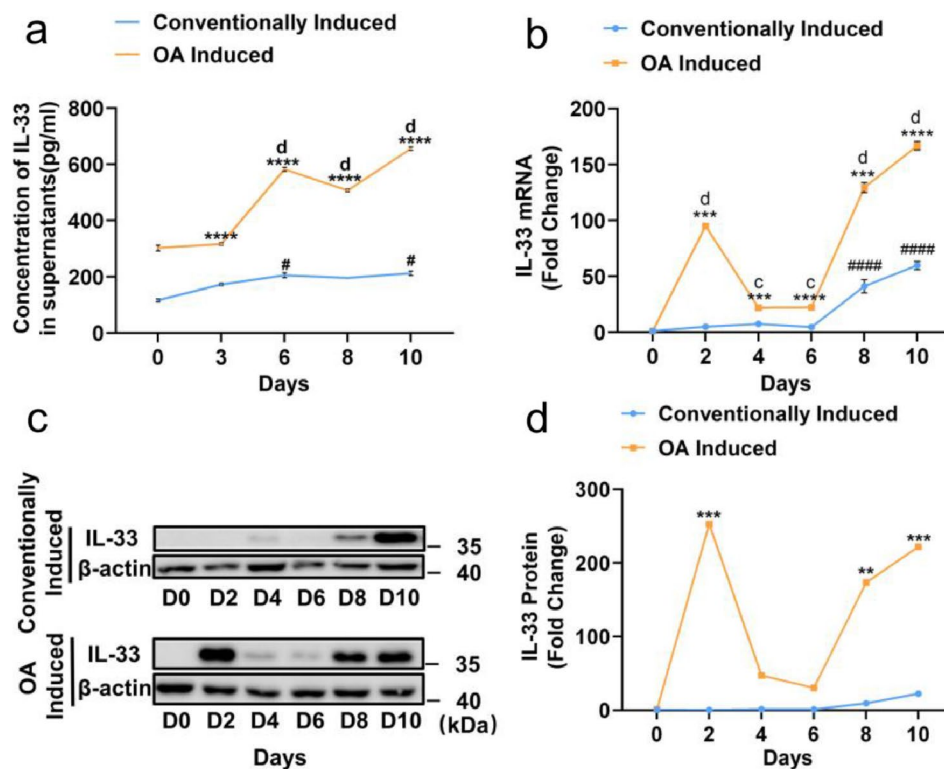 a
Conventionally Induced
OA Induced
Concentration of IL-33
in supernatants(pg/ml)
800
600
400
200
0
d
****
d
****
d
****
****
#
#
0 3 6 8 10
Days
b
Conventionally Induced
OA Induced
IL-33 mRNA
(Fold Change)
200
150
100
50
0
d
***
c
***
c
****
d
***
d
****
####
####
0 2 4 6 8 10
Days
c
Conventionally
Induced
IL-33
35
β-actin
40
D0 D2 D4 D6 D8 D10
OA
Induced
IL-33
35
β-actin
40
D0 D2 D4 D6 D8 D10 (kDa)
Days
d
Conventionally Induced
OA Induced
IL-33 Protein
(Fold Change)
300
200
100
0
***
**
***
0 2 4 6 8 10
Days